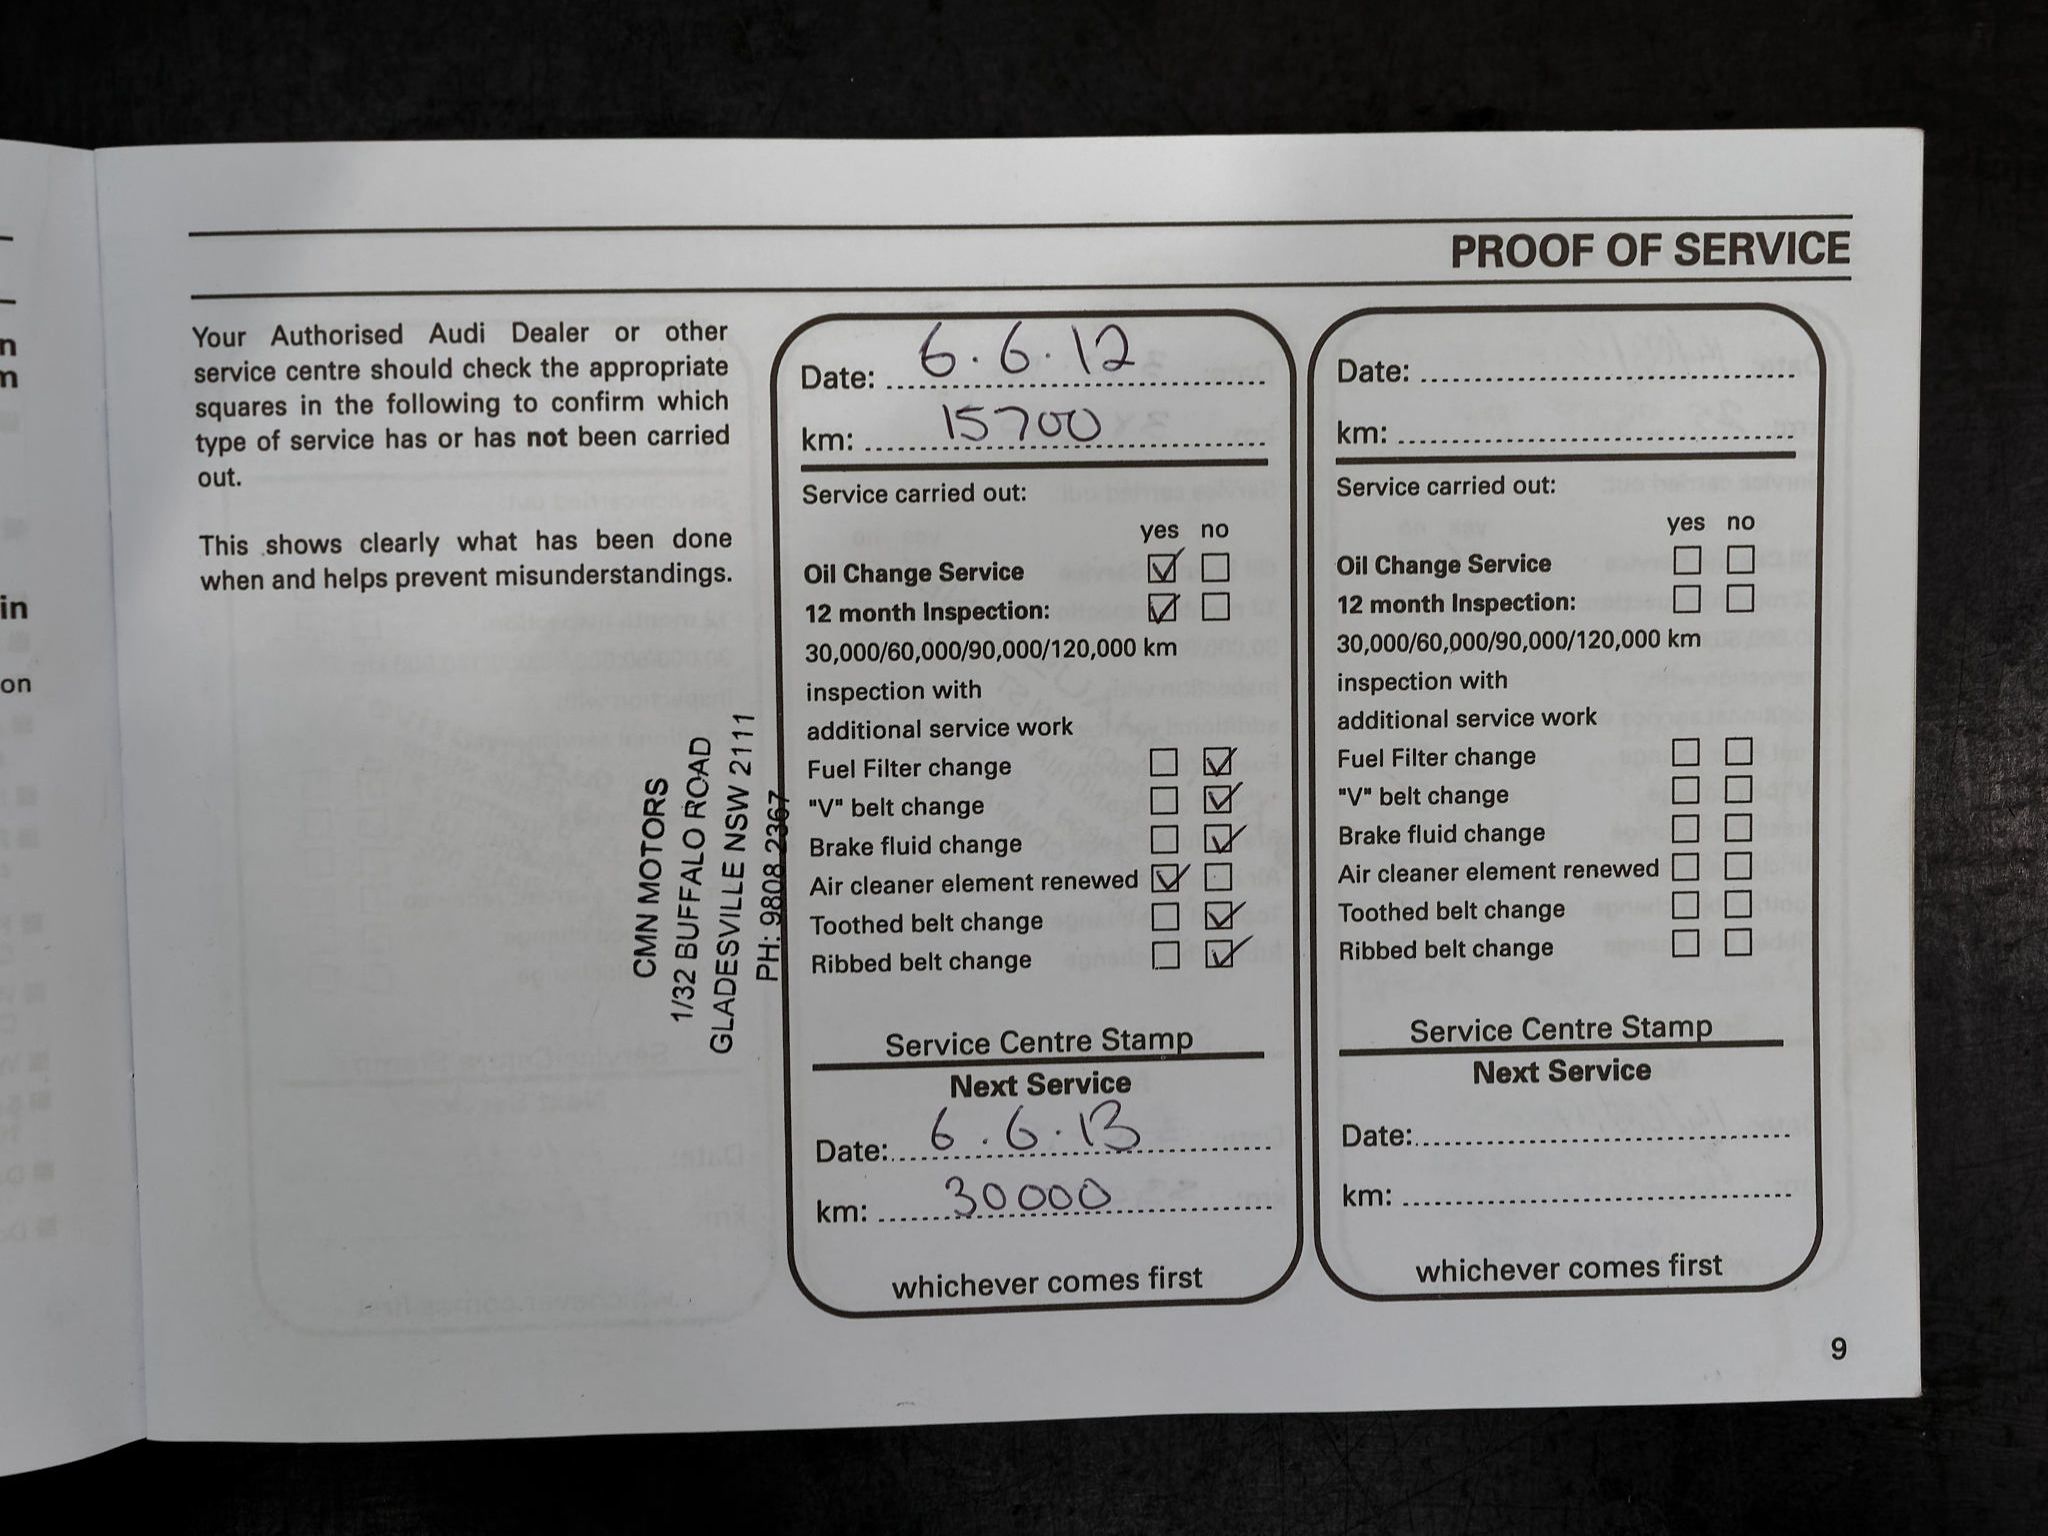 PROOF OF SERVICE
Your Authorised Audi Dealer or other
service centre should check the appropriate
squares in the following to confirm which
type of service has or has not been carried
out.
This shows clearly what has been done
when and helps prevent misunderstandings.
CMN MOTORS
1/32 BUFFALO ROAD
GLADESVILLE NSW 2111
PH: 9808 2367
Date: 6.6.12
km: 15700
Service carried out:
yes no
Oil Change Service
12 month Inspection:
30,000/60,000/90,000/120,000 km
inspection with
additional service work
Fuel Filter change
"V" belt change
Brake fluid change
Air cleaner element renewed
Toothed belt change
Ribbed belt change
Service Centre Stamp
Next Service
Date: 6.6.13
km: 30000
whichever comes first
Date:
km:
Service carried out:
yes no
Oil Change Service
12 month Inspection:
30,000/60,000/90,000/120,000 km
inspection with
additional service work
Fuel Filter change
"V" belt change
Brake fluid change
Air cleaner element renewed
Toothed belt change
Ribbed belt change
Service Centre Stamp
Next Service
Date:
km:
whichever comes first
9
in
on